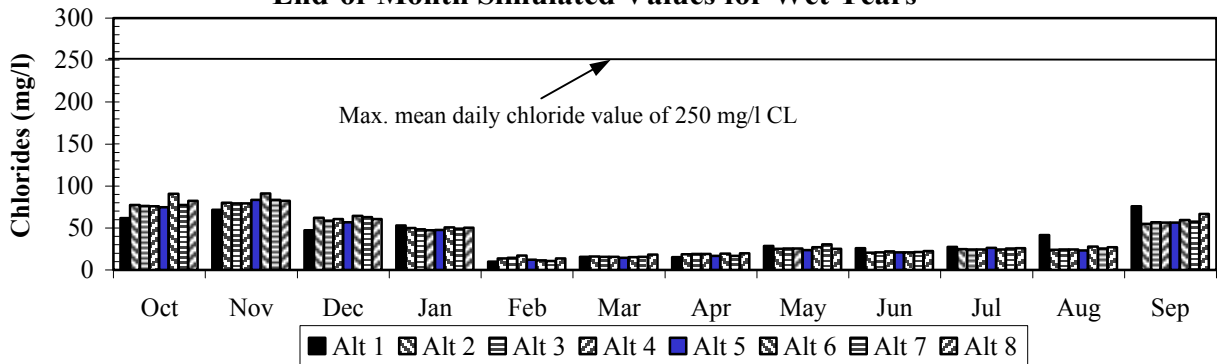 End-of-Month Simulated Values for Wet Years
300
250
200
150
100
50
0
Chlorides (mg/l)
Max. mean daily chloride value of 250 mg/l CL
Oct Nov Dec Jan Feb Mar Apr May Jun Jul Aug Sep
Alt 1 Alt 2 Alt 3 Alt 4 Alt 5 Alt 6 Alt 7 Alt 8